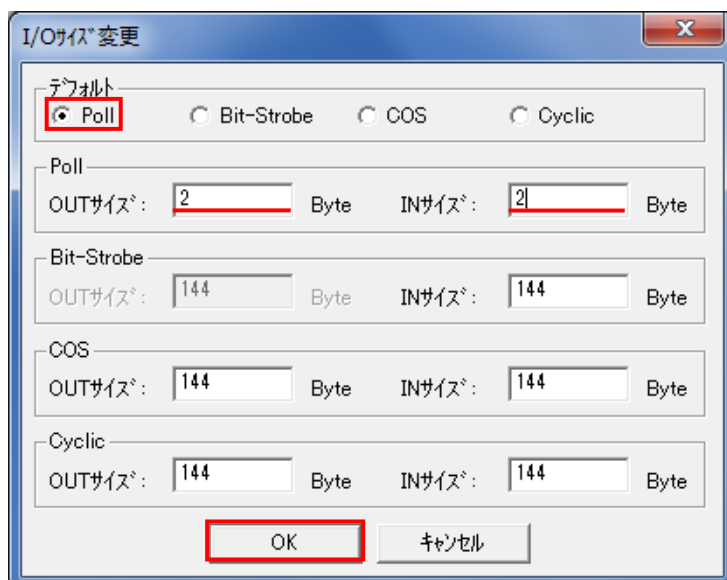 I/Oｻｲｽﾞ変更
ﾃﾞﾌｫﾙﾄ
Poll Bit-Strobe COS Cyclic
Poll
OUTｻｲｽﾞ: 2 Byte INｻｲｽﾞ: 2 Byte
Bit-Strobe
OUTｻｲｽﾞ: 144 Byte INｻｲｽﾞ: 144 Byte
COS
OUTｻｲｽﾞ: 144 Byte INｻｲｽﾞ: 144 Byte
Cyclic
OUTｻｲｽﾞ: 144 Byte INｻｲｽﾞ: 144 Byte
OK ｷｬﾝｾﾙ